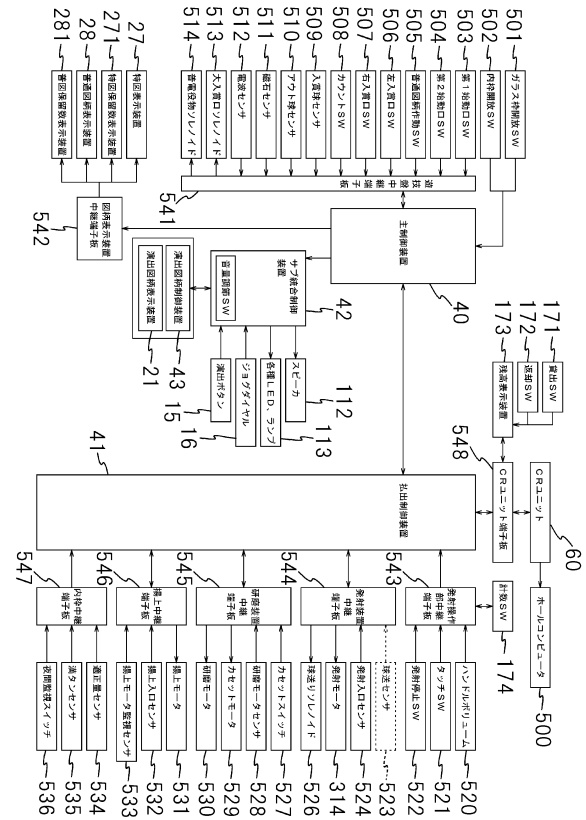 501
ガラス枠開放SW
502
内枠開放SW
503
第1始動口SW
504
第2始動口SW
505
普通図柄作動SW
506
左入賞口SW
507
右入賞口SW
508
カウントSW
509
入賞球センサ
510
アウト球センサ
511
磁石センサ
512
電波センサ
513
大入賞口ソレノイド
514
普電役物ソレノイド
27
特図表示装置
271
特図保留数表示装置
28
普通図柄表示装置
281
普図保留数表示装置
遊技盤中継端子板
541
図柄表示装置
中継端子板
542
主制御装置
40
サブ統合制御
装置
音量調節SW
42
演出図柄制御装置
43
演出図柄表示装置
21
スピーカ
112
各種LED、ランプ
113
ジョグダイヤル
16
演出ボタン
15
171
貸出SW
172
返却SW
173
残高表示装置
548
CRユニット端子板
CRユニット
60
ホールコンピュータ
500
計数SW
174
払出制御装置
41
543
発射操作
部中継
端子板
544
発射装置
中継
端子板
545
研磨装置
中継
端子板
546
揚上中継
端子板
547
内枠中継
端子板
ハンドルボリューム
520
タッチSW
521
発射停止SW
522
球送センサ
523
発射入口センサ
524
発射モータ
314
球送りソレノイド
526
カセットスイッチ
527
研磨モータセンサ
528
カセットモータ
529
研磨モータ
530
揚上モータ
531
揚上入口センサ
532
揚上モータ監視センサ
533
適正量センサ
534
満タンセンサ
535
夜間監視スイッチ
536